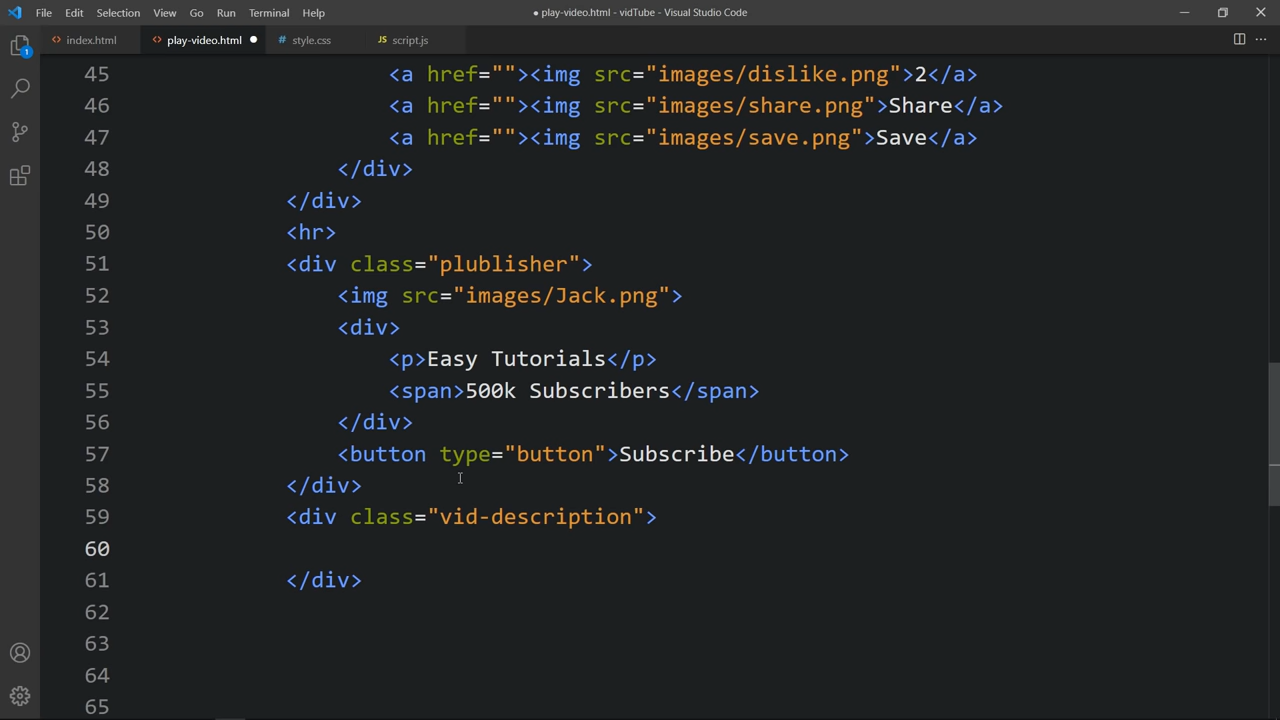 File Edit Selection View Go Run Terminal Help ● play-video.html - vidTube - Visual Studio Code
index.html play-video.html style.css JS script.js
1
45 <a href=""><img src="images/dislike.png">2</a>
46 <a href=""><img src="images/share.png">Share</a>
47 <a href=""><img src="images/save.png">Save</a>
48 </div>
49 </div>
50 <hr>
51 <div class="plublisher">
52 <img src="images/Jack.png">
53 <div>
54 <p>Easy Tutorials</p>
55 <span>500k Subscribers</span>
56 </div>
57 <button type="button">Subscribe</button>
58 </div>
59 <div class="vid-description">
60
61 </div>
62
63
64
65